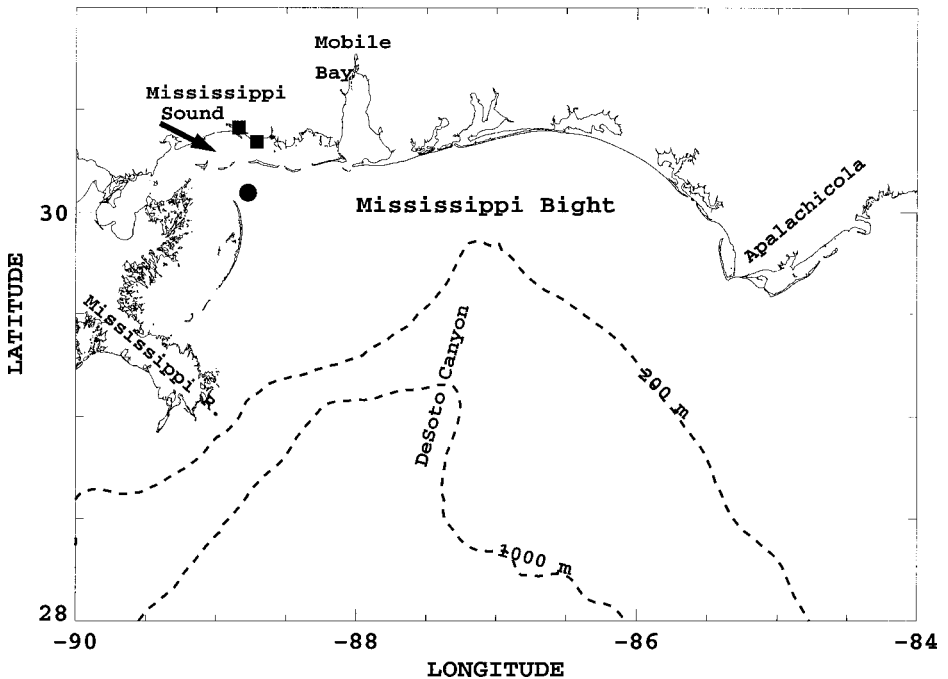 Mobile
Bay
Mississippi
Sound
Apalachicola
30
Mississippi Bight
LATITUDE
Mississippi R
DeSoto Canyon
200 m
1000 m
28
-90
-88
-86
-84
LONGITUDE